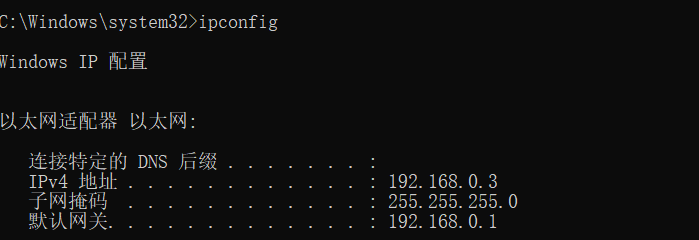 C:\Windows\system32>ipconfig
Windows IP 配置
以太网适配器 以太网:
连接特定的 DNS 后缀 . . . . . . . :
IPv4 地址 . . . . . . . . . . . . : 192.168.0.3
子网掩码 . . . . . . . . . . . . : 255.255.255.0
默认网关. . . . . . . . . . . . . : 192.168.0.1